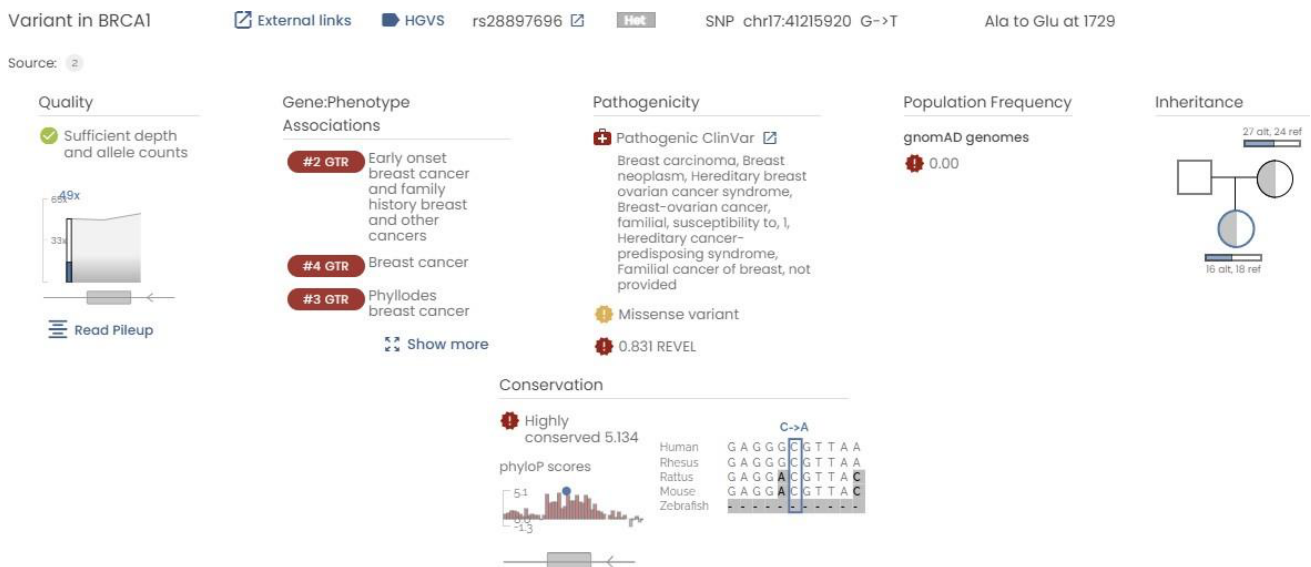 Variant in BRCA1 External links HGVS rs28897696 Het SNP chr17:41215920 G->T Ala to Glu at 1729
Source: 2
Quality
Sufficient depth
and allele counts
49x
65x
33x
Read Pileup
Gene:Phenotype
Associations
#2 GTR Early onset
breast cancer
and family
history breast
and other
cancers
#4 GTR Breast cancer
#3 GTR Phyllodes
breast cancer
Show more
Pathogenicity
Pathogenic ClinVar
Breast carcinoma, Breast
neoplasm, Hereditary breast
ovarian cancer syndrome,
Breast-ovarian cancer,
familial, susceptibility to, 1,
Hereditary cancer-
predisposing syndrome,
Familial cancer of breast, not
provided
Missense variant
0.831 REVEL
Population Frequency
gnomAD genomes
0.00
Inheritance
27 alt, 24 ref
16 alt, 18 ref
Conservation
Highly
conserved 5.134
phyloP scores
5.1
-1.3
C->A
Human G A G G G C G T T A A
Rhesus G A G G G C G T T A A
Rattus G A G G A C G T T A C
Mouse G A G G A C G T T A C
Zebrafish - - - - - - - - - - -